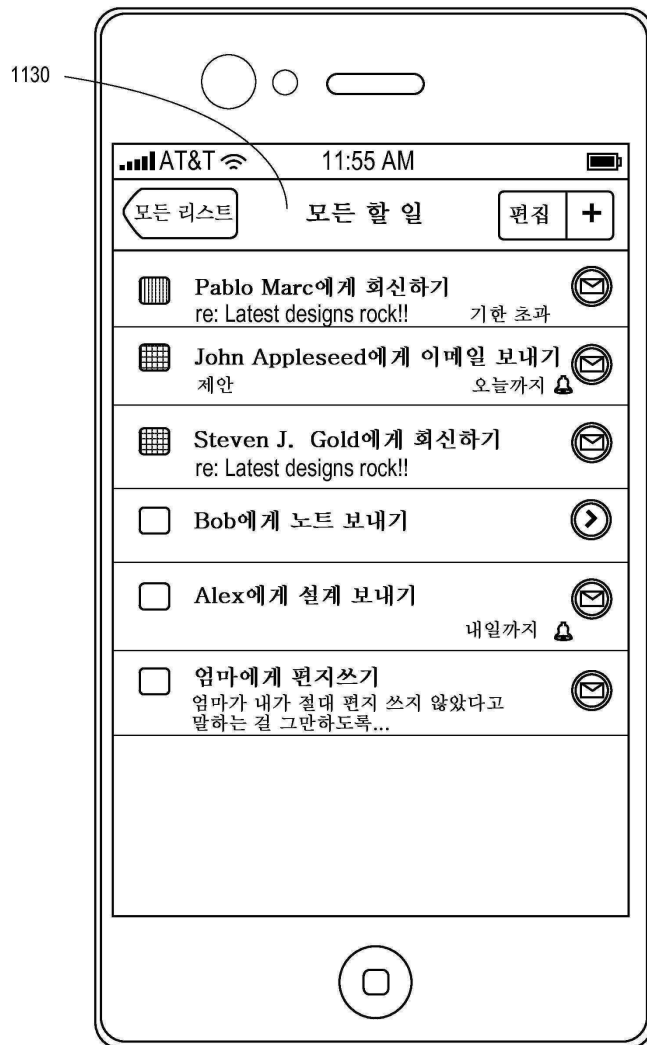 1130
AT&T 11:55 AM
모든 리스트 모든 할 일 편집 +
Pablo Marc에게 회신하기
re: Latest designs rock!! 기한 초과
John Appleseed에게 이메일 보내기
제안 오늘까지
Steven J. Gold에게 회신하기
re: Latest designs rock!!
Bob에게 노트 보내기
Alex에게 설계 보내기
내일까지
엄마에게 편지쓰기
엄마가 내가 절대 편지 쓰지 않았다고
말하는 걸 그만하도록...